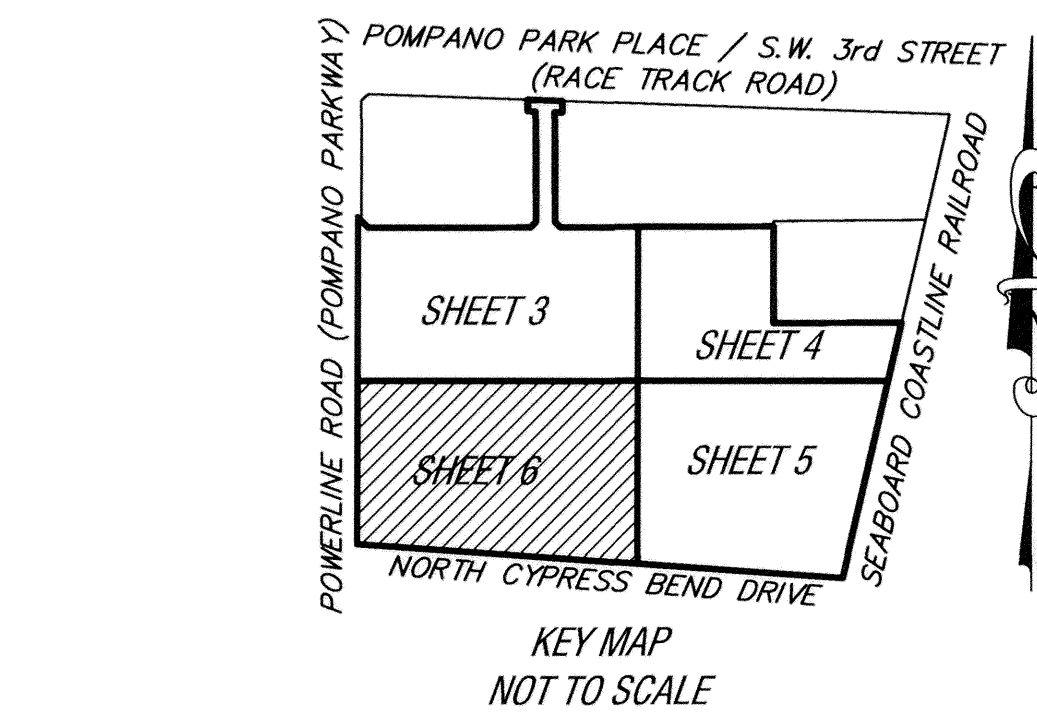 POMPANO PARK PLACE / S.W. 3rd STREET
(RACE TRACK ROAD)
POWERLINE ROAD (POMPANO PARKWAY)
SEABOARD COASTLINE RAILROAD
SHEET 3
SHEET 4
SHEET 6
SHEET 5
NORTH CYPRESS BEND DRIVE
KEY MAP
NOT TO SCALE